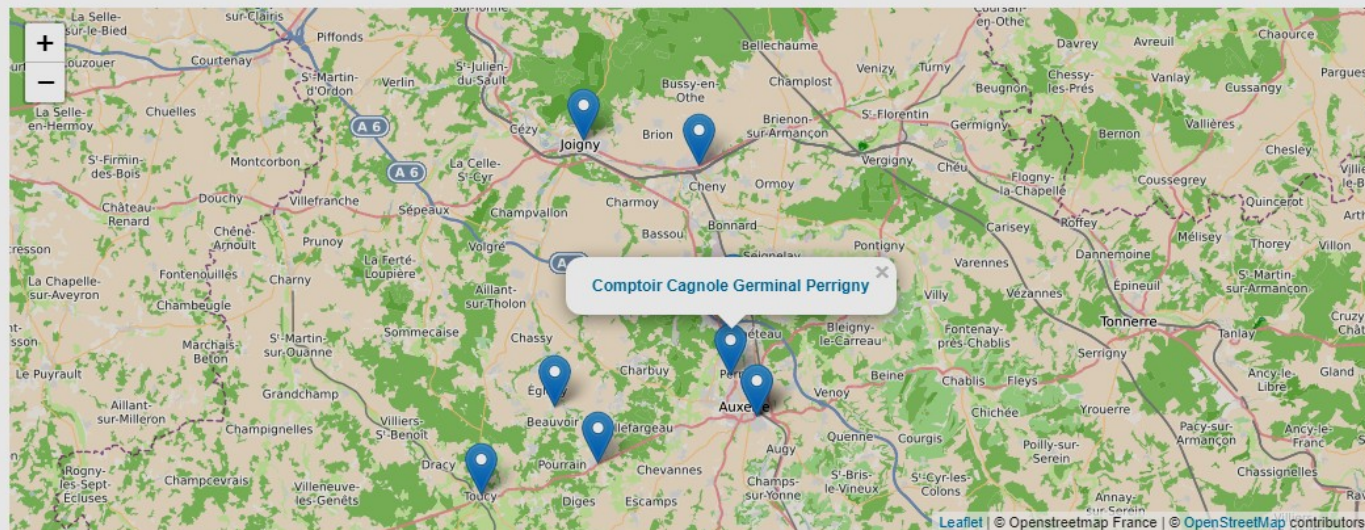 La Selle-
sur-le-Bied
sur-Clairis
Piffonds
sur-Yonne
en-Othe
Chaource
+
Courtenay
Sᵗ-Martin-
d'Ordon
Verlin
Sᵗ-Julien-
du-Sault
Bellechaume
Venizy
Turny
Davrey
Avreuil
−
Bussy-en-
Othe
Champlost
Beugnon
Chessy-
les-Prés
Vanlay
Cussangy
La Selle-
en-Hermoy
Chuelles
A 6
Cézy
Joigny
Brion
Brienon-
sur-Armançon
Sᵗ-Florentin
Germigny
Bernon
Vallières
Sᵗ-Firmin-
des-Bois
Montcorbon
A 6
La Celle-
Sᵗ-Cyr
Cheny
Ormoy
Vergigny
Chéu
Flogny-
la-Chapelle
Coussegrey
Chesley
Château-
Renard
Douchy
Villefranche
Sépeaux
Champvallon
Charmoy
Quincerot
Chêne-
Arnoult
Prunoy
Volgré
Bassou
Bonnard
Pontigny
Carisey
Roffey
Mélisey
Thorey
Villon
La Ferté-
Loupière
Seignelay
Varennes
Dannemoine
La Chapelle-
sur-Aveyron
Fontenouilles
Charny
Aillant-
sur-Tholon
Comptoir Cagnole Germinal Perrigny
×
Villy
Vézannes
Épineuil
Sᵗ-Martin-
sur-Armançon
Chambeugle
Sommecaise
Chassy
Bleigny-
le-Carreau
Fontenay-
près-Chablis
Tonnerre
Tanlay
Marchais-
Beton
Sᵗ-Martin-
sur-Ouanne
Serrigny
Le Puyrault
Grandchamp
Charbuy
Venoy
Beine
Chablis
Fleys
Ancy-le-
Libre
Gland
Aillant-
sur-Milleron
Champignelles
Villiers-
Sᵗ-Benoît
Beauvoir
Auxerre
Chichée
Yrouerre
Pacy-sur-
Armançon
Ancy-le-
Franc
Quenne
Courgis
Poilly-sur-
Serein
Rogny-
les-Sept-
Écluses
Champcevrais
Villeneuve-
les-Genêts
Dracy
Toucy
Pourrain
Diges
Chevannes
Escamps
Augy
Champs-
sur-Yonne
Sᵗ-Bris-
le-Vineux
Sᵗ-Cyr-les-
Colons
Annay-
sur-Serein
Chassignelles
Leaflet | © Openstreetmap France | © OpenStreetMap contributors